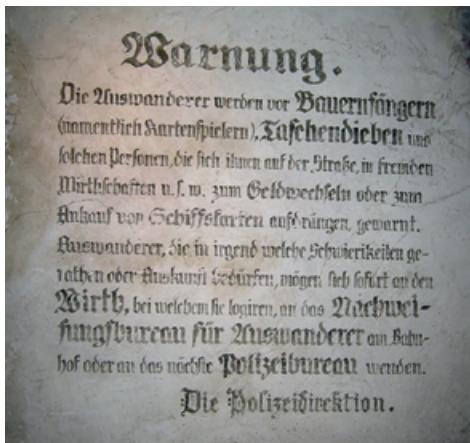 Warnung.
Die Auswanderer werden vor Bauernfängern
(namentlich Kartenspielern), Taschendieben und
solchen Personen, die sich ihnen auf der Straße, in fremden
Wirthschaften u. s. w. zum Geldwechseln oder zum
Ankauf von Schiffskarten aufdrängen, gewarnt.
Auswanderer, die in irgend welche Schwierikeiten ge-
rathen oder Auskunft bedürfen, mögen sich sofort an den
Wirth, bei welchem sie logiren, an das Nachwei-
sungsbureau für Auswanderer am Bahn-
hof oder an das nächste Polizeibureau wenden.
Die Polizeidirektion.